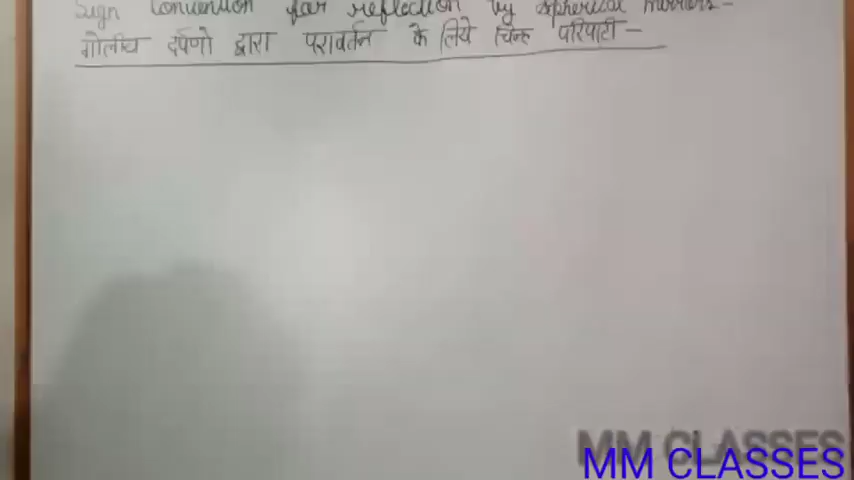 Sign Convention for reflection by spherical mirrors-
गोलीय दर्पणो द्वारा परावर्तन के लिये चिन्ह परिपाटी-
MM CLASSES
MM CLASSES